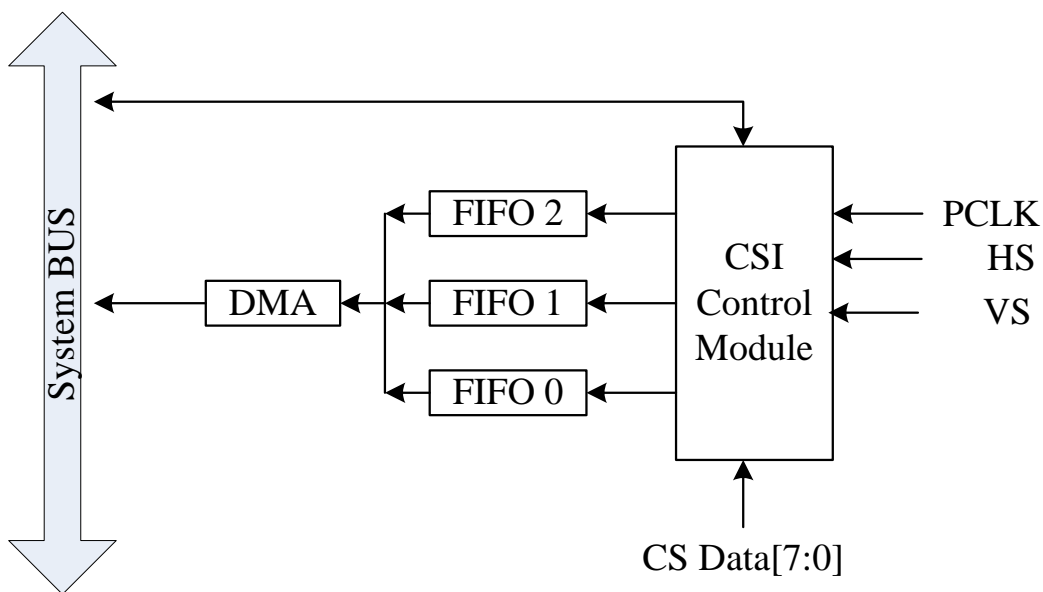 System BUS
DMA
FIFO 2
FIFO 1
FIFO 0
CSI
Control
Module
PCLK
HS
VS
CS Data[7:0]